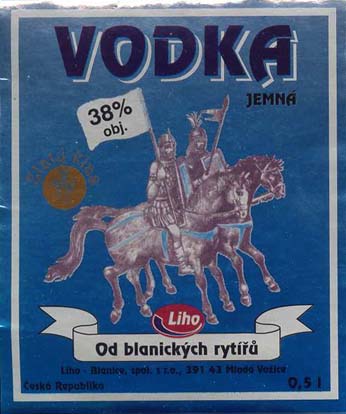 VODKA
JEMNÁ
38%
obj.
Liho
Od blanických rytířů
Liho - Blanice, spol. s r.o., 391 43 Mladá Vožice
Česká Republika
0,5 l